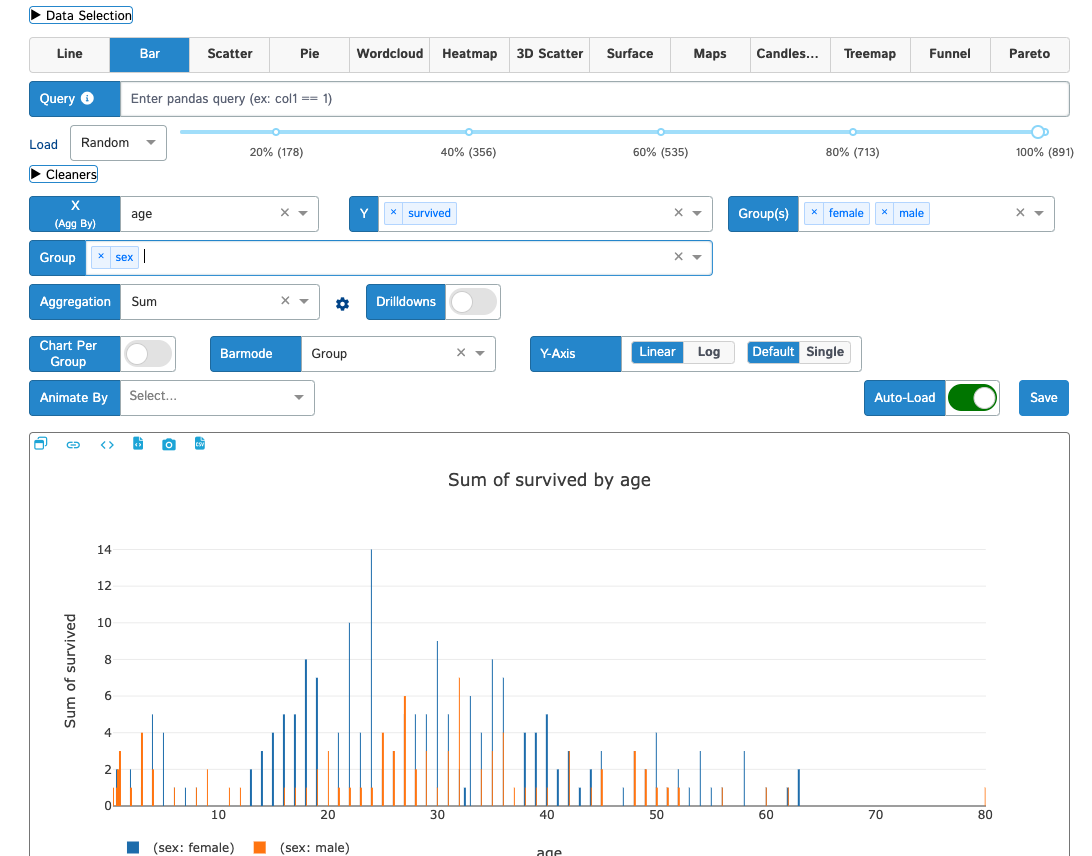 Data Selection
Line Bar Scatter Pie Wordcloud Heatmap 3D Scatter Surface Maps Candles... Treemap Funnel Pareto
Query Enter pandas query (ex: col1 == 1)
Load Random 20% (178) 40% (356) 60% (535) 80% (713) 100% (891)
Cleaners
X (Agg By) age Y × survived Group(s) × female × male
Group × sex
Aggregation Sum Drilldowns
Chart Per Group Barmode Group Y-Axis Linear Log Default Single
Animate By Select... Auto-Load Save
Sum of survived by age
Sum of survived
14
12
10
8
6
4
2
0
10 20 30 40 50 60 70 80
(sex: female) (sex: male)
age